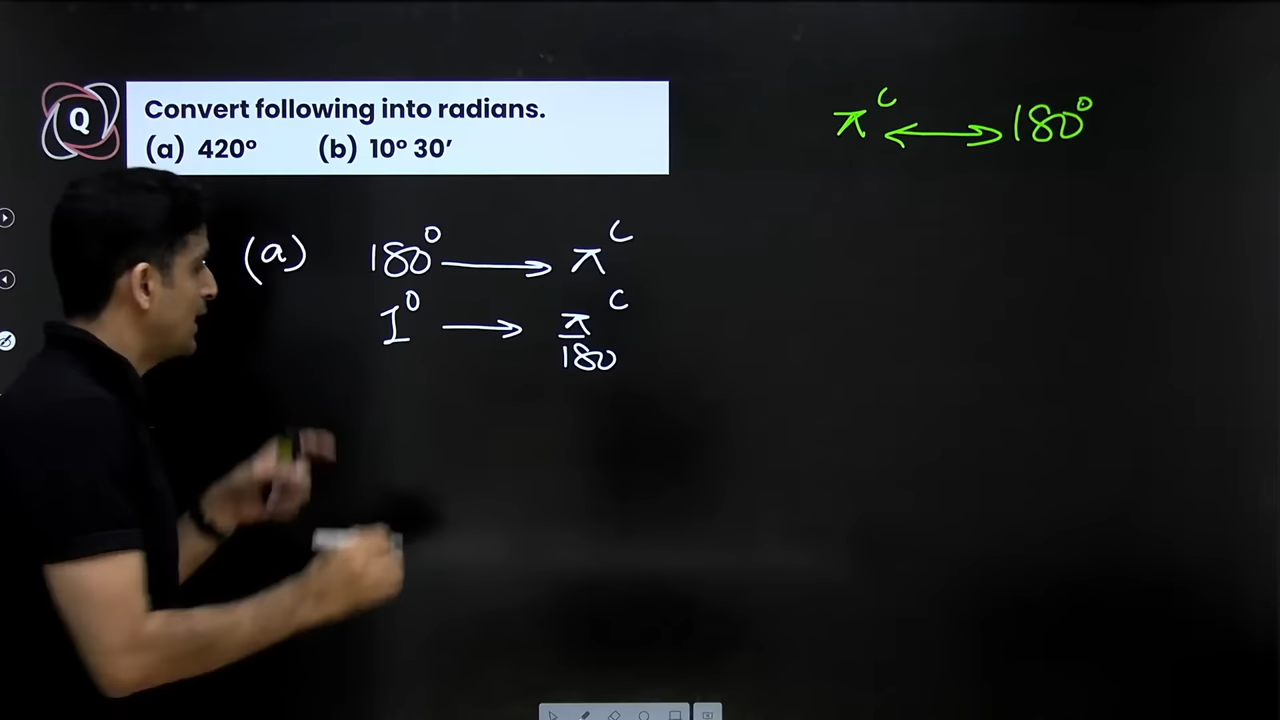 Q
Convert following into radians.
(a) 420° (b) 10° 30′
π^c ↔ 180°
(a) 180° → π^c
1° → π/180^c